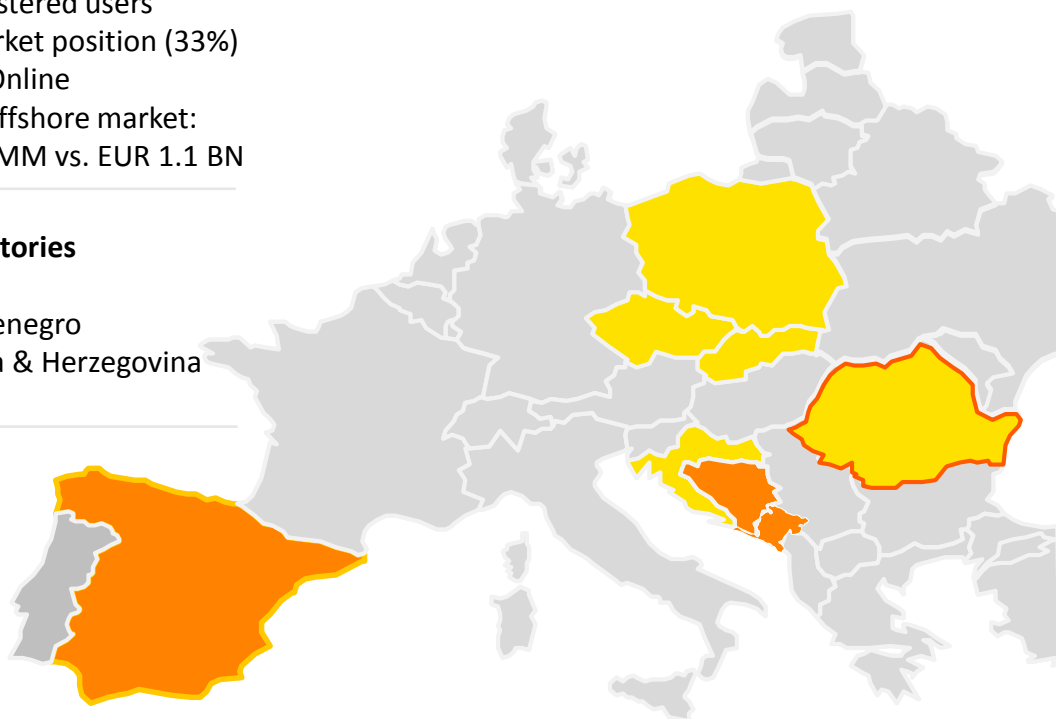 stered users
rket position (33%)
Online
ffshore market:
MM vs. EUR 1.1 BN
tories
enegro
& Herzegovina